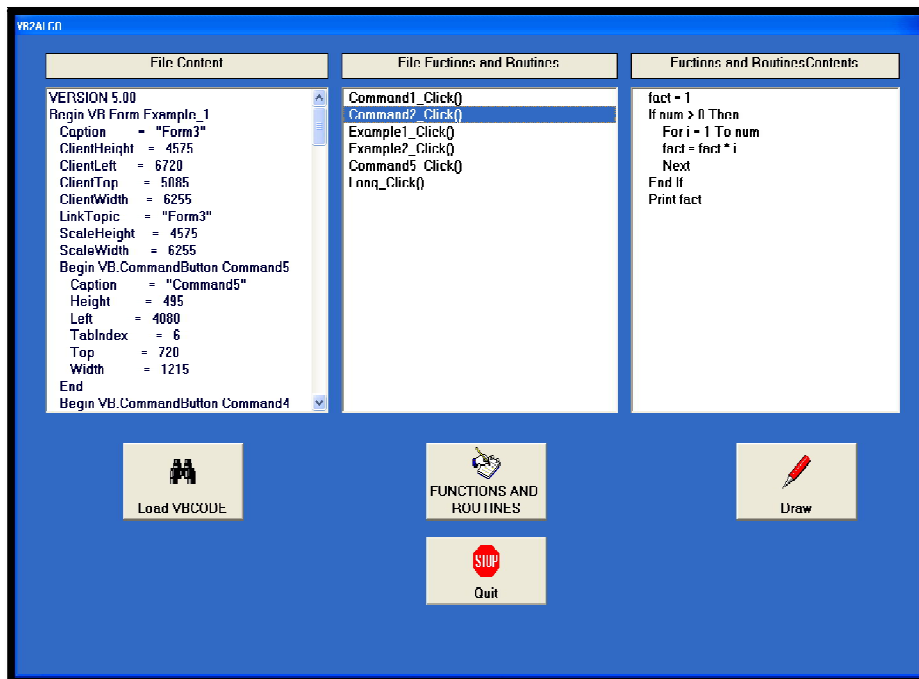 VB2ALGO
File Content
File Fuctions and Routines
Fuctions and RoutinesContents
VERSION 5.00
Begin VB.Form Example_1
Caption = "Form3"
ClientHeight = 4575
ClientLeft = 6720
ClientTop = 5085
ClientWidth = 6255
LinkTopic = "Form3"
ScaleHeight = 4575
ScaleWidth = 6255
Begin VB.CommandButton Command5
Caption = "Command5"
Height = 495
Left = 4080
TabIndex = 6
Top = 720
Width = 1215
End
Begin VB.CommandButton Command4
Command1_Click()
Command2_Click()
Example1_Click()
Example2_Click()
Command5_Click()
Long_Click()
fact = 1
If num > 0 Then
For i = 1 To num
fact = fact * i
Next
End If
Print fact
Load VBCODE
FUNCTIONS AND
ROUTINES
Draw
STOP
Quit